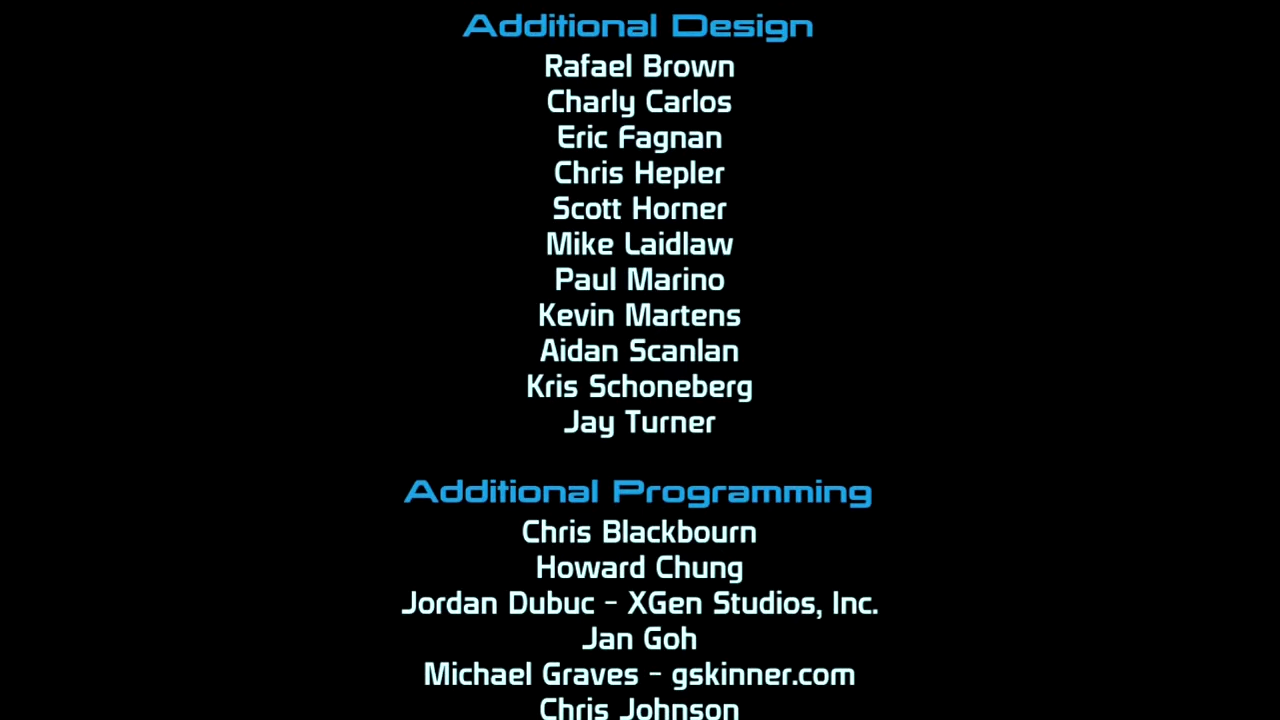 Additional Design
Rafael Brown
Charly Carlos
Eric Fagnan
Chris Hepler
Scott Horner
Mike Laidlaw
Paul Marino
Kevin Martens
Aidan Scanlan
Kris Schoneberg
Jay Turner
Additional Programming
Chris Blackbourn
Howard Chung
Jordan Dubuc - XGen Studios, Inc.
Jan Goh
Michael Graves - gskinner.com
Chris Johnson